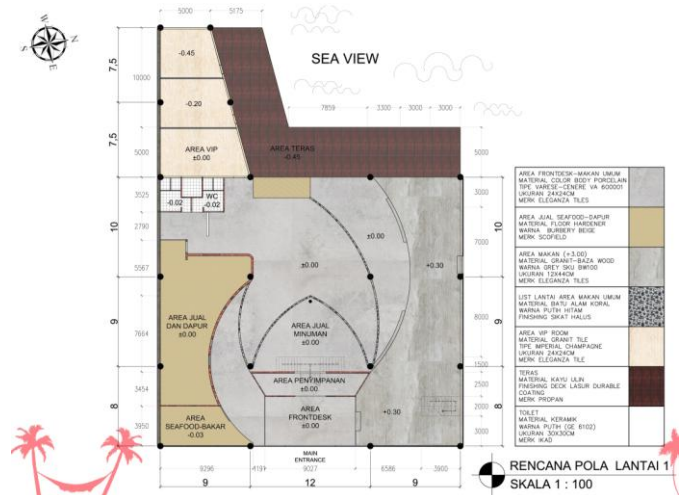 5000 5175
W N S E
SEA VIEW
7,5
10000
-0.45
-0.20
7859 3300 3000 3000
7,5
5000
AREA VIP
±0.00
AREA TERAS
-0.45
5000
10
3525
2790
5567
-0.02
WC
-0.02
±0.00
±0.00
+0.30
3000
7000
10
9
7664
AREA JUAL
DAN DAPUR
±0.00
AREA JUAL
MINUMAN
±0.00
8000
9
1500
8
3454
3950
AREA PENYIMPANAN
±0.00
AREA
FRONTDESK
±0.00
AREA
SEAFOOD-BAKAR
-0.03
+0.30
2500
2000
3000
8
MAIN
ENTRANCE
9296 4191 9027 6586 3900
9 12 9
AREA FRONTDESK-MAKAN UMUM
MATERIAL COLOR BODY PORCELAIN
TIPE VARESE-CENERE VA 600001
UKURAN 24X24CM
MERK ELEGANZA TILES
AREA JUAL SEAFOOD-DAPUR
MATERIAL FLOOR HARDENER
WARNA BURBERY BEIGE
MERK SCOFIELD
AREA MAKAN (+3.00)
MATERIAL GRANIT-BAZA WOOD
WARNA GREY SKU BW100
UKURAN 12X44CM
MERK ELEGANZA TILES
LIST LANTAI AREA MAKAN UMUM
MATERIAL BATU ALAM KORAL
WARNA PUTIH HITAM
FINISHING SIKAT HALUS
AREA VIP ROOM
MATERIAL GRANIT TILE
TIPE IMPERIAL CHAMPAGNE
UKURAN 24X24CM
MERK ELEGANZA TILE
TERAS
MATERIAL KAYU ULIN
FINISHING DECK LASUR DURABLE
COATING
MERK PROPAN
TOILET
MATERIAL KERAMIK
WARNA PUTIH (QE 6102)
UKURAN 30X30CM
MERK IKAD
RENCANA POLA LANTAI 1
SKALA 1 : 100